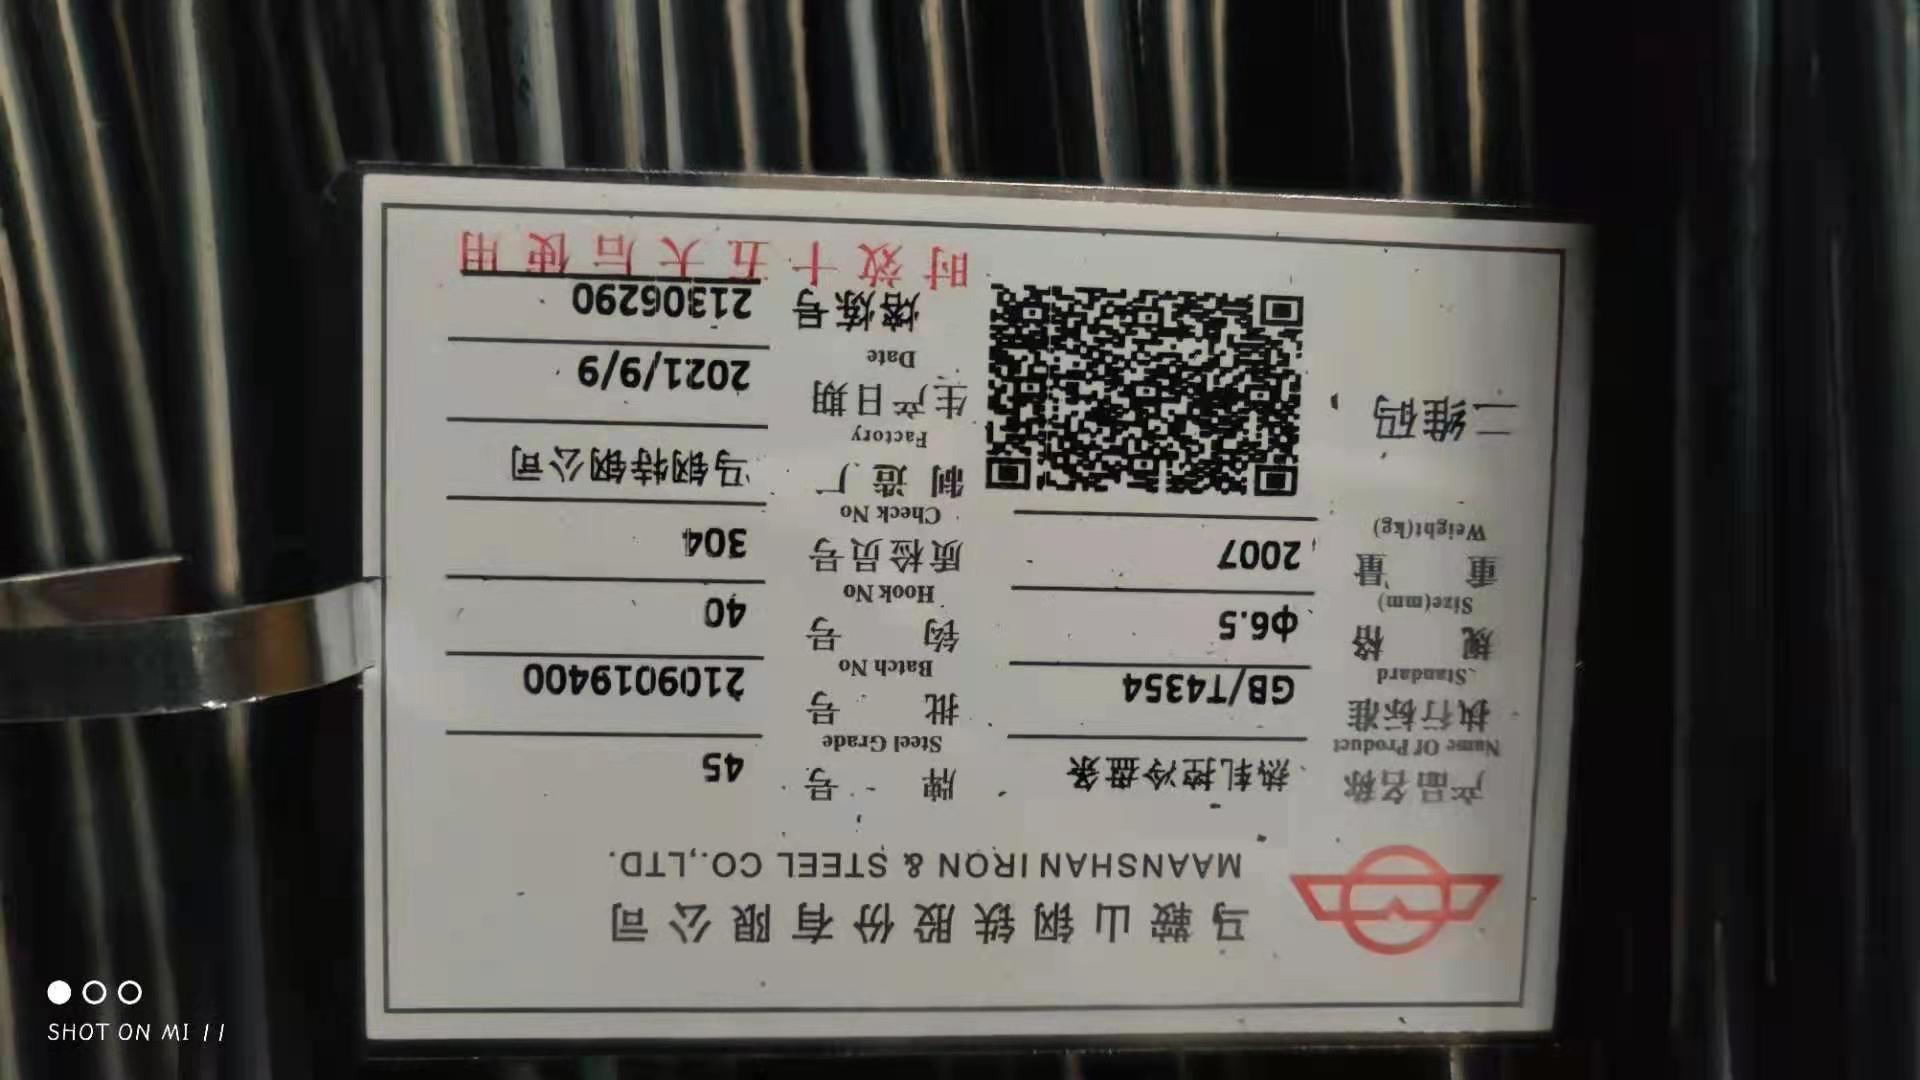 马鞍山钢铁股份有限公司
MAANSHAN IRON & STEEL CO.,LTD.
产品名称 热轧控冷盘条 牌号 45
Name Of Product Steel Grade
执行标准 GB/T4354 批号 2109019400
Standard Batch No
规格 ф6.5 钩号 40
Size(mm) Hook No
重量 2007 质检员号 304
Weight(kg) Check No
制造厂 马钢特钢公司
Factory
二维码 生产日期 2021/9/9
Date
熔炼号 21306290
时效十五天后使用
SHOT ON MI 11